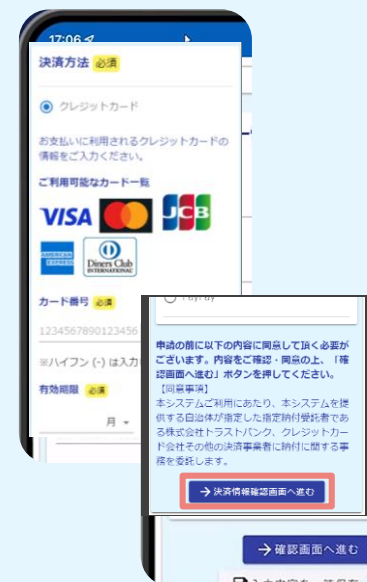 17:06
決済方法 必須
クレジットカード
お支払いに利用されるクレジットカードの
情報をご入力ください。
ご利用可能なカード一覧
VISA JCB
AMERICAN EXPRESS Diners Club INTERNATIONAL
カード番号 必須
1234567890123456
※ハイフン (-) は入力
有効期限 必須
月
PayPay
申請の前に以下の内容に同意して頂く必要が
ございます。内容をご確認・同意の上、「確
認画面へ進む」ボタンを押してください。
【同意事項】
本システムご利用にあたり、本システムを提
供する自治体が指定した指定納付受託者であ
る株式会社トラストバンク、クレジットカー
ド会社その他の決済事業者に納付に関する事
務を委託します。
→決済情報確認画面へ進む
→確認画面へ進む